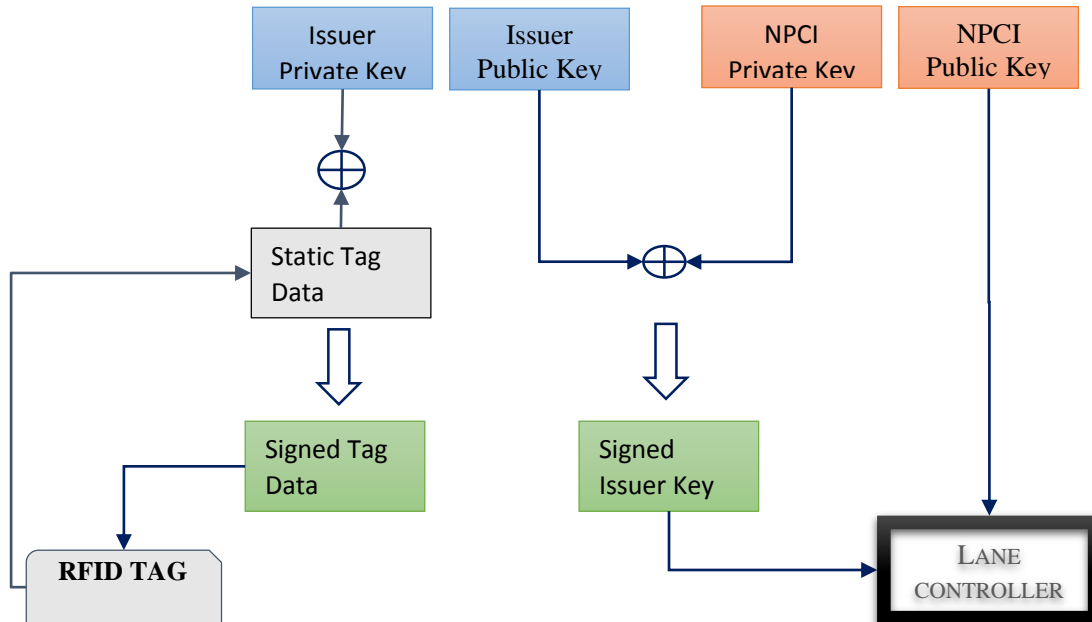 Issuer
Private Key
Issuer
Public Key
NPCI
Private Key
NPCI
Public Key
Static Tag
Data
Signed Tag
Data
Signed
Issuer Key
RFID TAG
LANE
CONTROLLER